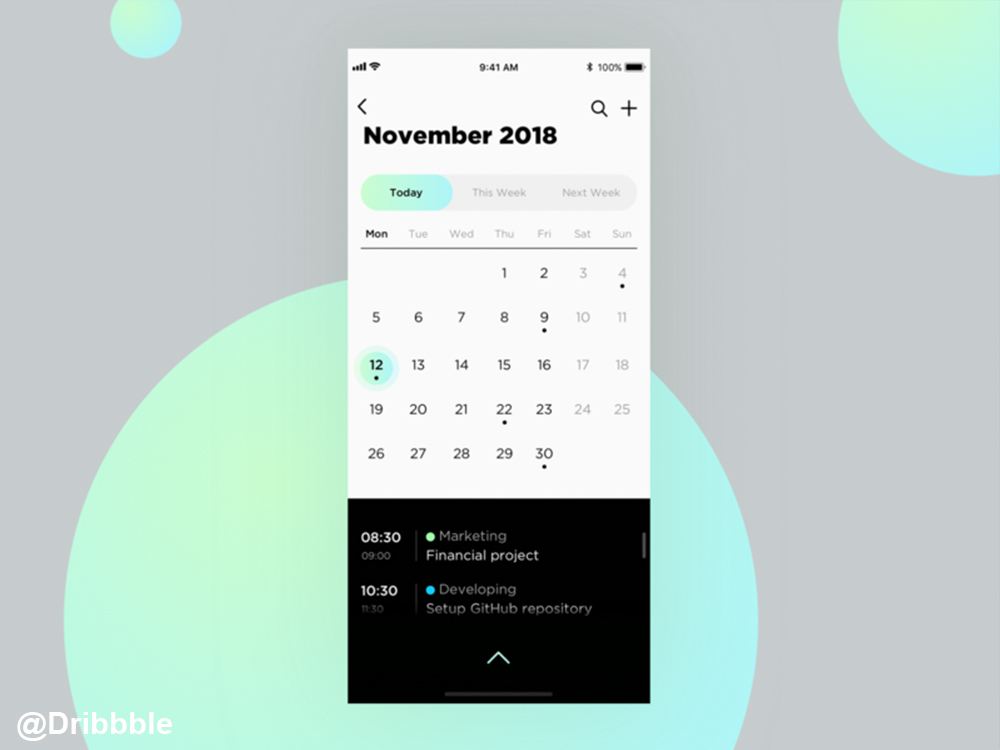 9:41 AM 100%
November 2018
Today This Week Next Week
Mon Tue Wed Thu Fri Sat Sun
1 2 3 4
5 6 7 8 9 10 11
12 13 14 15 16 17 18
19 20 21 22 23 24 25
26 27 28 29 30
08:30 Marketing
09:00 Financial project
10:30 Developing
11:30 Setup GitHub repository
@Dribbble